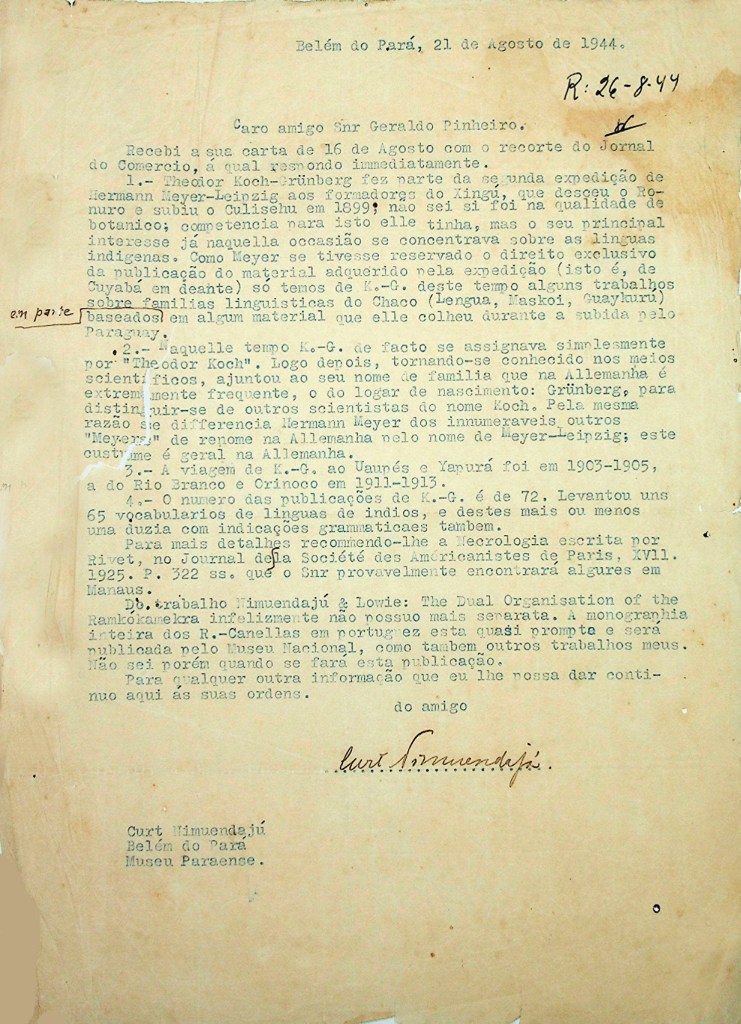 Belém do Pará, 21 de Agosto de 1944.
R: 26-8-44
Caro amigo Snr Geraldo Pinheiro.
Recebi a sua carta de 16 de Agosto com o recorte do Jornal
do Comercio, á qual respondo immediatamente.
1.- Theodor Koch-Grünberg fez parte da segunda expedição de
Hermann Meyer-Leipzig aos formadores do Xingú, que desceu o Ro-
nuro e subiu o Culisehu em 1899; não sei si foi na qualidade de
botanico; competencia para isto elle tinha, mas o seu principal
interesse já naquella occasião se concentrava sobre as linguas
indigenas. Como Meyer se tivesse reservado o direito exclusivo
da publicação do material adquerido pela expedição (isto é, de
Cuyabá em deante) só temos de K.-G. deste tempo alguns trabalhos
sobre familias linguisticas do Chaco (Lengua, Maskoi, Guaykurú)
em parte
baseados em algum material que elle colheu durante a subida pelo
Paraguay.
2.- Naquelle tempo K.-G. de facto se assignava simplesmente
por "Theodor Koch". Logo depois, tornando-se conhecido nos meios
scientificos, ajuntou ao seu nome de familia que na Allemanha é
extremamente frequente, o do logar de nascimento: Grünberg, para
distinguir-se de outros scientistas do nome Koch. Pela mesma
razão se differencia Hermann Meyer dos innumeraveis outros
"Meyers" de renome na Allemanha pelo nome de Meyer-Leipzig; este
custume é geral na Allemanha.
3.- A viagem de K.-G. ao Uaupés e Yapurá foi em 1903-1905,
a do Rio Branco e Orinoco em 1911-1913.
4.- O numero das publicações de K.-G. é de 72. Levantou uns
65 vocabularios de linguas de indios, e destes mais ou menos
uma duzia com indicações grammaticaes tambem.
Para mais detalhes recommendo-lhe a Necrologia escrita por
Rivet, no Journal de la Société des Américanistes de Paris, XVII.
1925. P. 322 ss. que o Snr provavelmente encontrará algures em
Manaus.
Do trabalho Nimuendajú & Lowie: The Dual Organisation of the
Ramkókamekra infelizmente não possuo mais separata. A monographia
inteira dos R.-Canellas em portuguez esta quasi prompta e será
publicada pelo Museu Nacional, como tambem outros trabalhos meus.
Não sei porém quando se fará esta publicação.
Para qualquer outra informação que eu lhe possa dar conti-
nuo aqui ás suas ordens.
do amigo
Curt Nimuendajú.
Curt Nimuendajú
Belém do Pará
Museu Paraense.